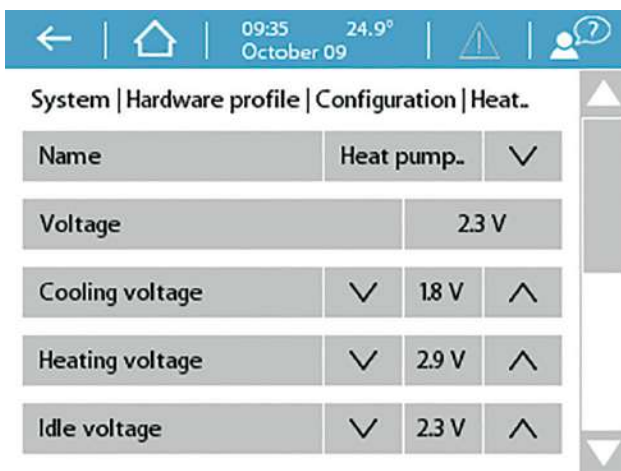 09:35 24.9°
October 09
?
System | Hardware profile | Configuration | Heat..
Name Heat pump..
Voltage 2.3 V
Cooling voltage 1.8 V
Heating voltage 2.9 V
Idle voltage 2.3 V